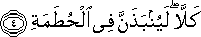 كَلَّا ۖ لَيُنۢبَذَنَّ فِى ٱلْحُطَمَةِ ٤